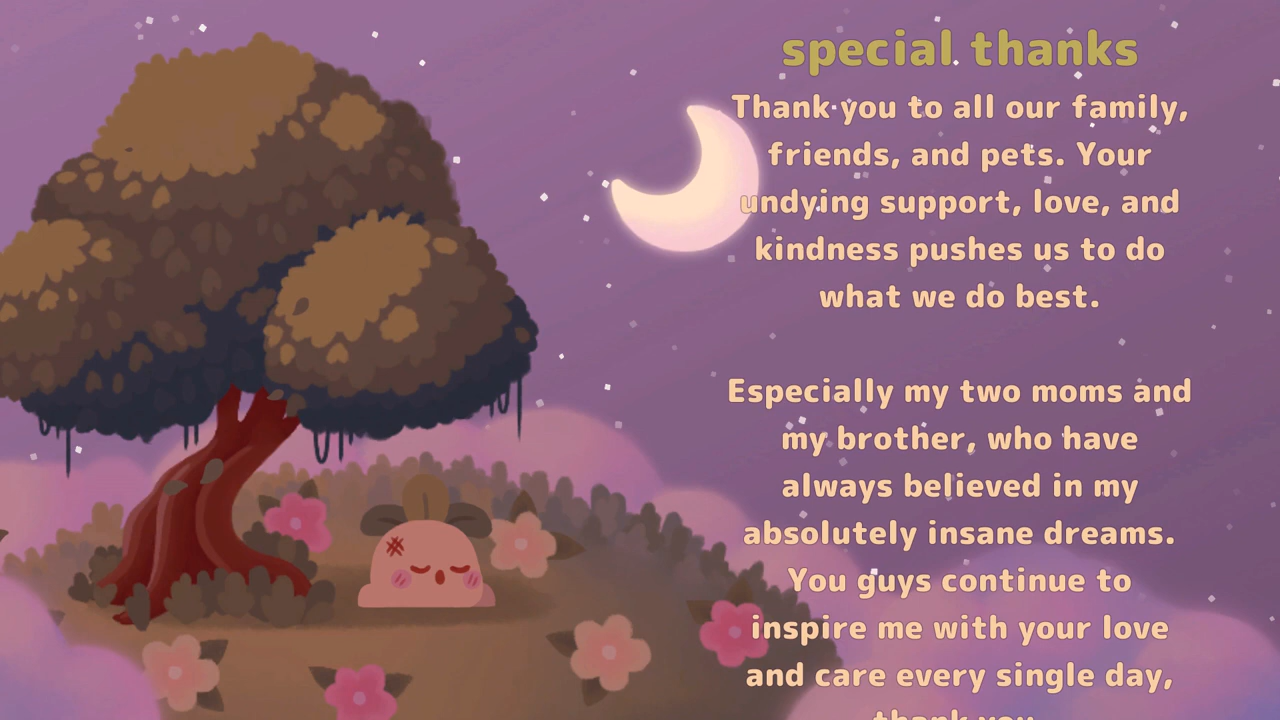 special thanks
Thank you to all our family,
friends, and pets. Your
undying support, love, and
kindness pushes us to do
what we do best.
Especially my two moms and
my brother, who have
always believed in my
absolutely insane dreams.
You guys continue to
inspire me with your love
and care every single day,
thank you